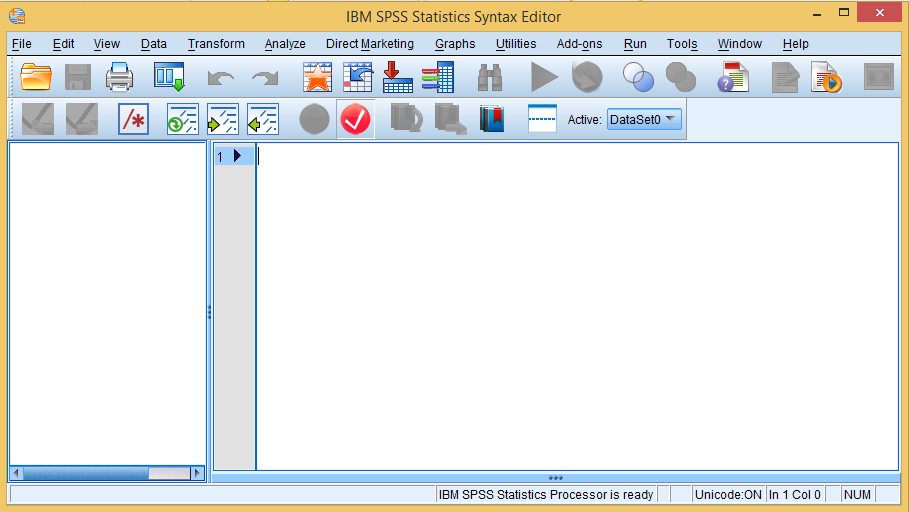 IBM SPSS Statistics Syntax Editor
File Edit View Data Transform Analyze Direct Marketing Graphs Utilities Add-ons Run Tools Window Help
/* Active: DataSet0
1
IBM SPSS Statistics Processor is ready Unicode:ON In 1 Col 0 NUM